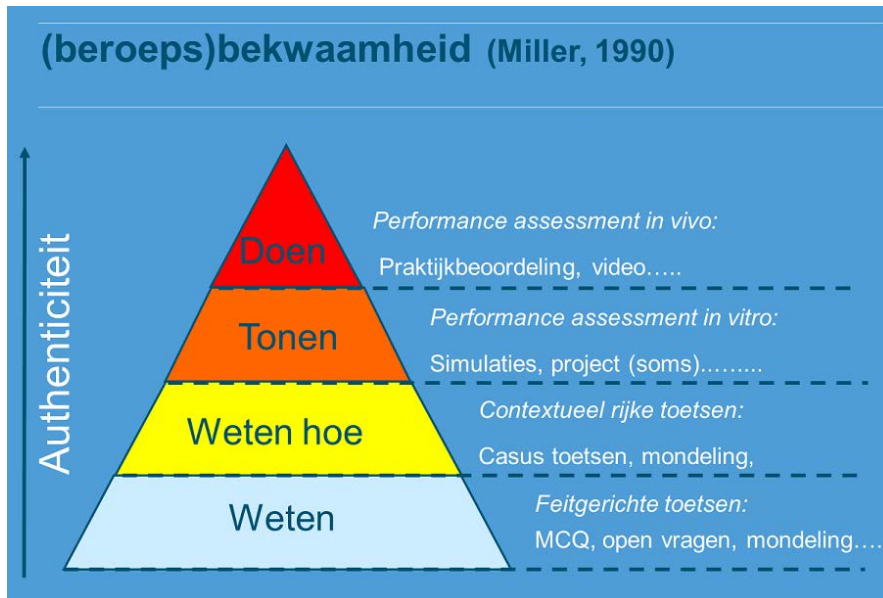 (beroeps)bekwaamheid (Miller, 1990)
Authenticiteit
Doen
Performance assessment in vivo:
Praktijkbeoordeling, video.....
Tonen
Performance assessment in vitro:
Simulaties, project (soms).........
Weten hoe
Contextueel rijke toetsen:
Casus toetsen, mondeling,
Weten
Feitgerichte toetsen:
MCQ, open vragen, mondeling....